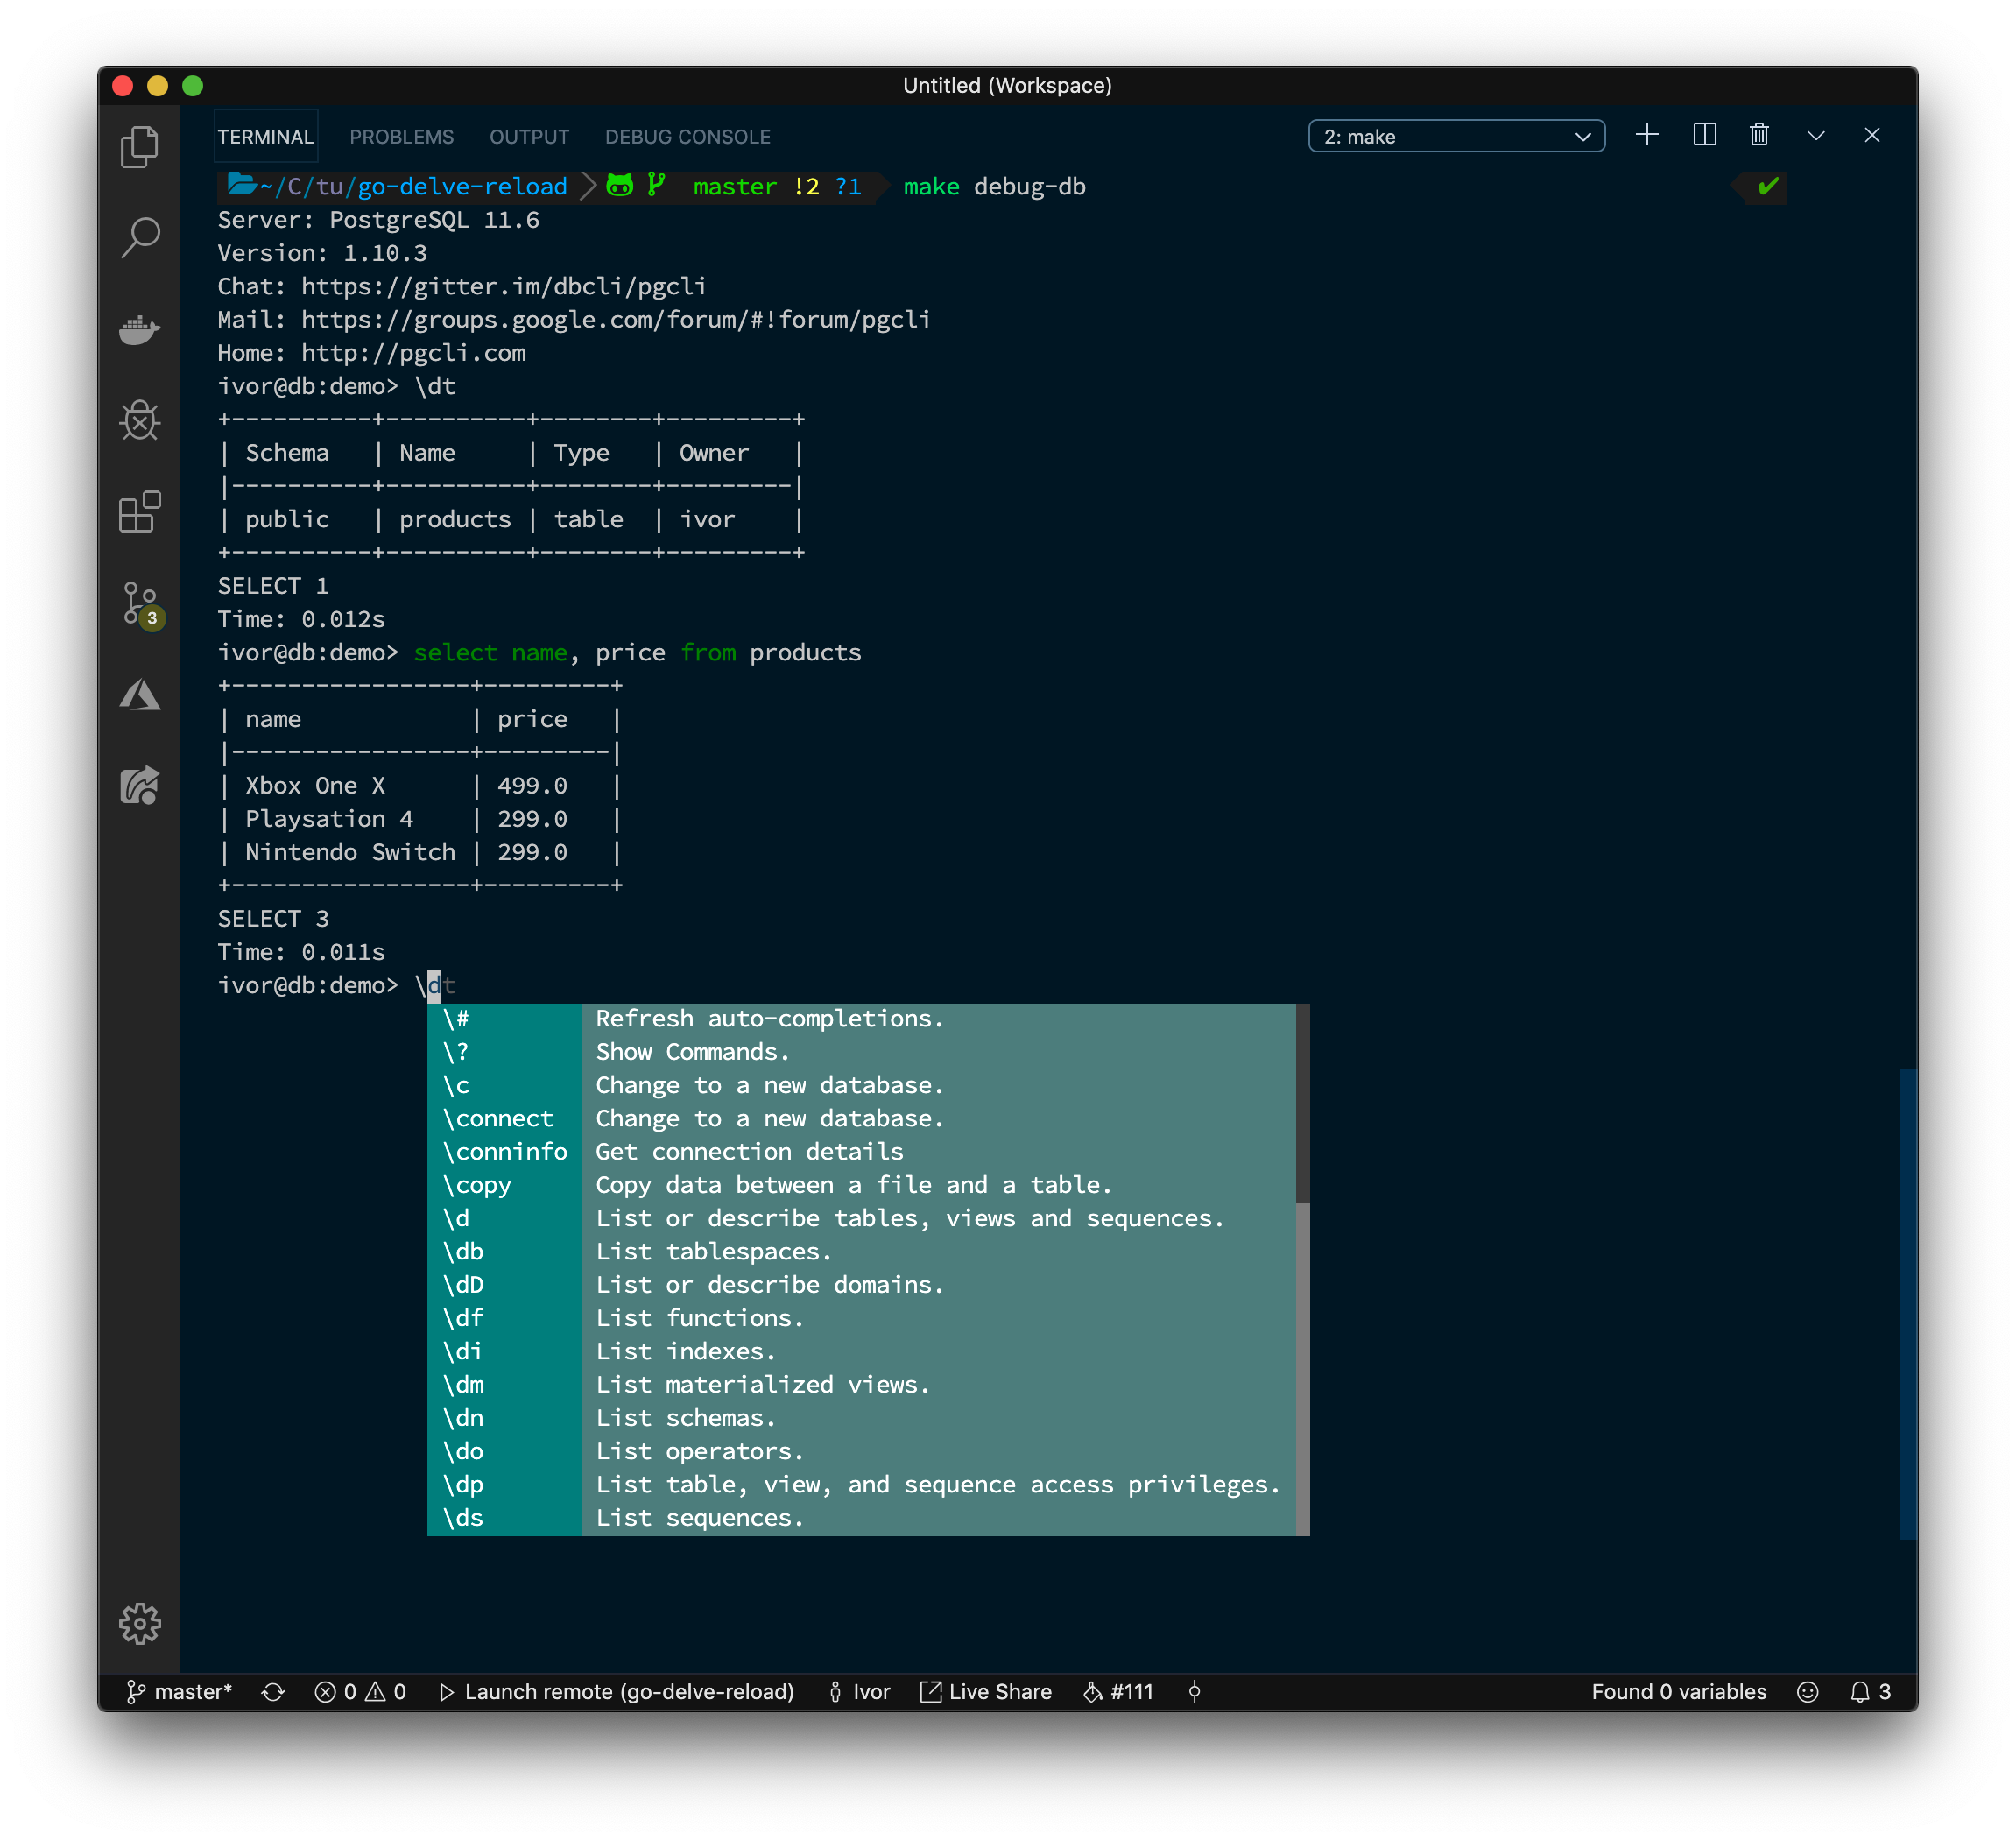 Untitled (Workspace)
TERMINAL PROBLEMS OUTPUT DEBUG CONSOLE 2: make
~/C/tu/go-delve-reload master !2 ?1 make debug-db ✔
Server: PostgreSQL 11.6
Version: 1.10.3
Chat: https://gitter.im/dbcli/pgcli
Mail: https://groups.google.com/forum/#!forum/pgcli
Home: http://pgcli.com
ivor@db:demo> \dt
+----------+----------+--------+---------+
| Schema   | Name     | Type   | Owner   |
|----------+----------+--------+---------|
| public   | products | table  | ivor    |
+----------+----------+--------+---------+
SELECT 1
Time: 0.012s
ivor@db:demo> select name, price from products
+-----------------+---------+
| name            | price   |
|-----------------+---------|
| Xbox One X      | 499.0   |
| Playsation 4    | 299.0   |
| Nintendo Switch | 299.0   |
+-----------------+---------+
SELECT 3
Time: 0.011s
ivor@db:demo> \dt
\# Refresh auto-completions.
\? Show Commands.
\c Change to a new database.
\connect Change to a new database.
\conninfo Get connection details
\copy Copy data between a file and a table.
\d List or describe tables, views and sequences.
\db List tablespaces.
\dD List or describe domains.
\df List functions.
\di List indexes.
\dm List materialized views.
\dn List schemas.
\do List operators.
\dp List table, view, and sequence access privileges.
\ds List sequences.
3
master* 0 0 Launch remote (go-delve-reload) Ivor Live Share #111 Found 0 variables 3